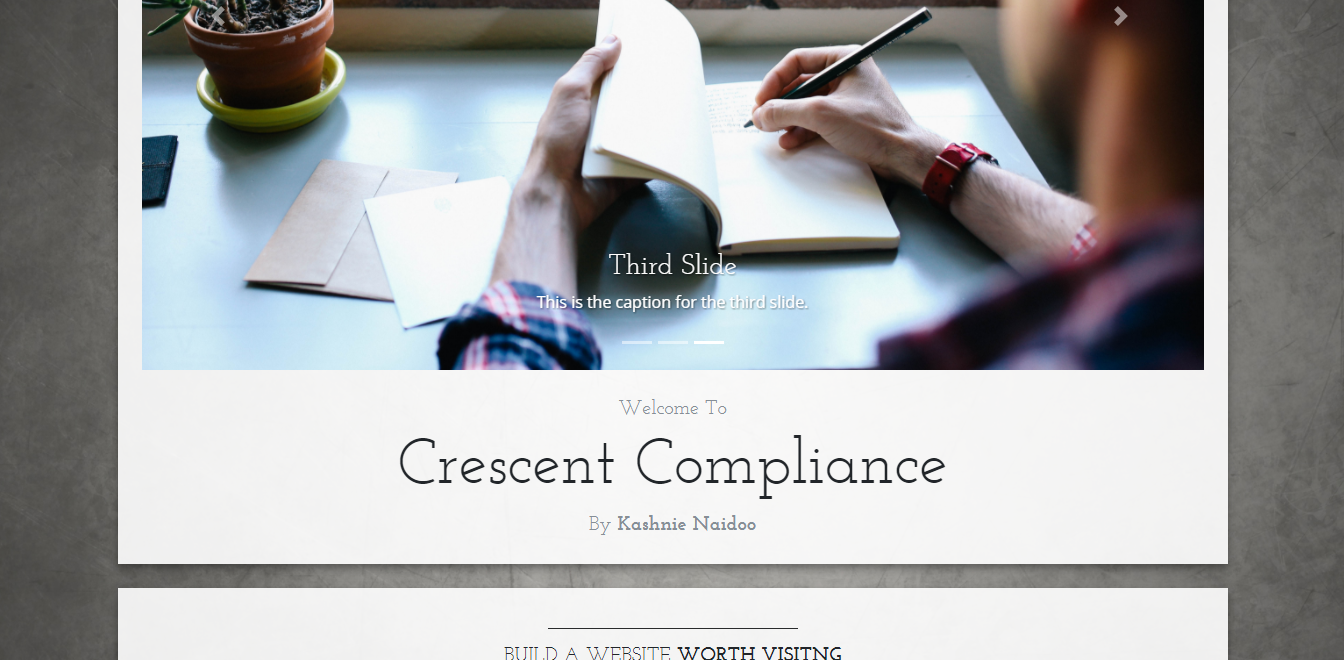 Third Slide
This is the caption for the third slide.
Welcome To
Crescent Compliance
By Kashnie Naidoo
BUILD A WEBSITE WORTH VISITNG